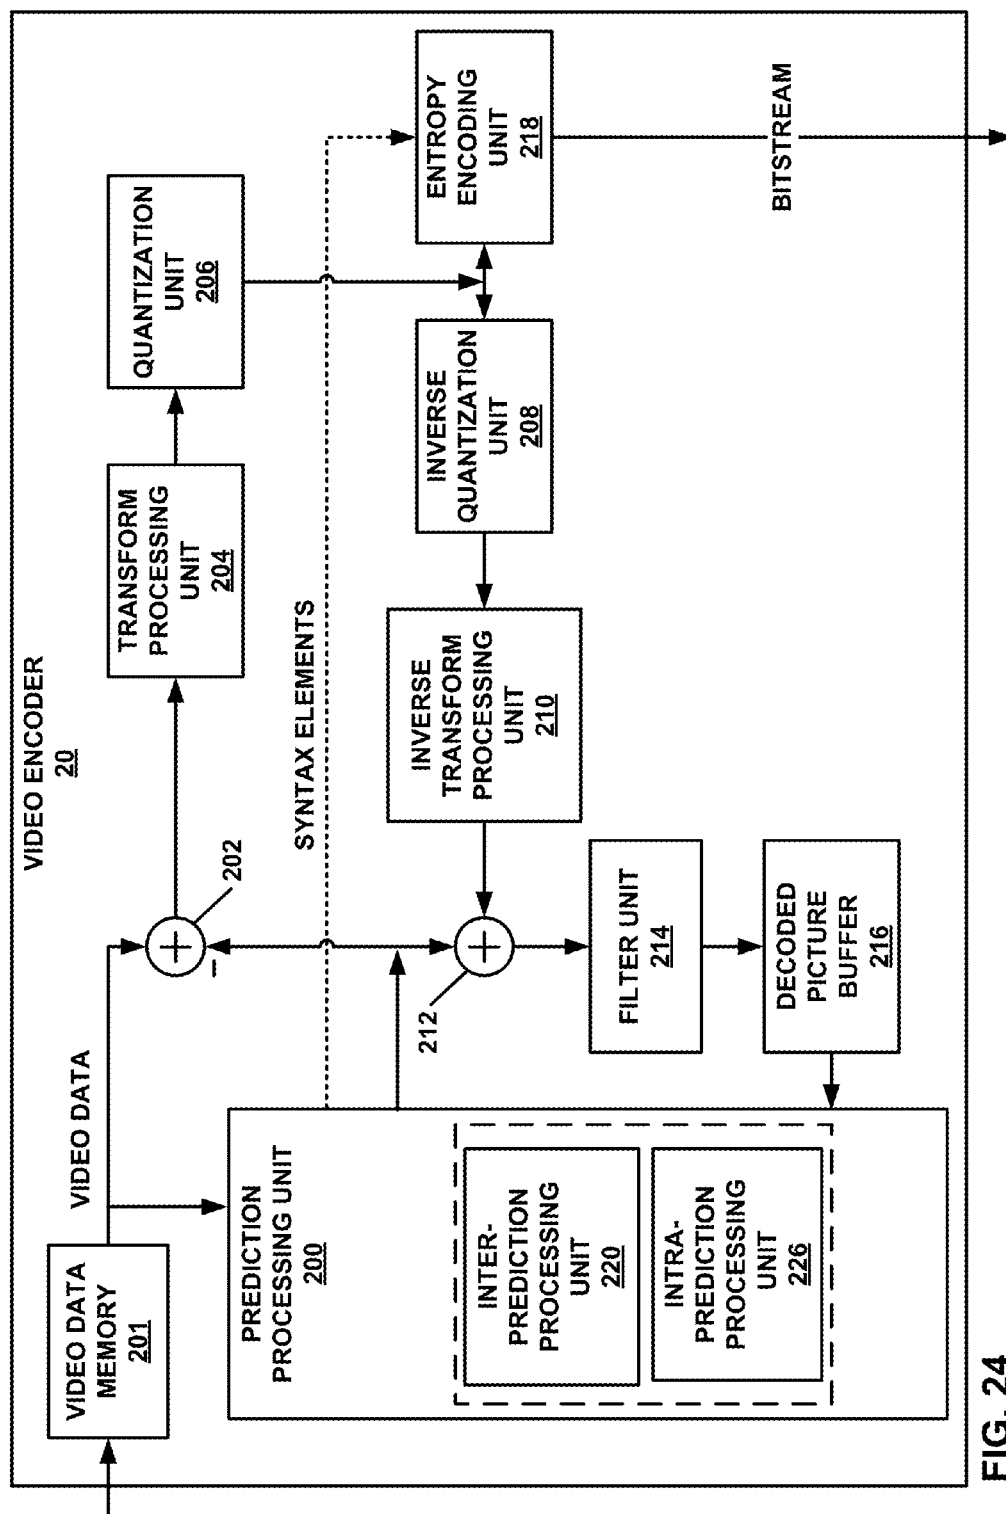 VIDEO ENCODER
20
VIDEO DATA
MEMORY
201
VIDEO DATA
202
TRANSFORM
PROCESSING
UNIT
204
QUANTIZATION
UNIT
206
SYNTAX ELEMENTS
PREDICTION
PROCESSING UNIT
200
INTER-
PREDICTION
PROCESSING
UNIT
220
INTRA-
PREDICTION
PROCESSING
UNIT
226
212
INVERSE
TRANSFORM
PROCESSING
UNIT
210
INVERSE
QUANTIZATION
UNIT
208
ENTROPY
ENCODING
UNIT
218
FILTER UNIT
214
DECODED
PICTURE
BUFFER
216
BITSTREAM
FIG. 24